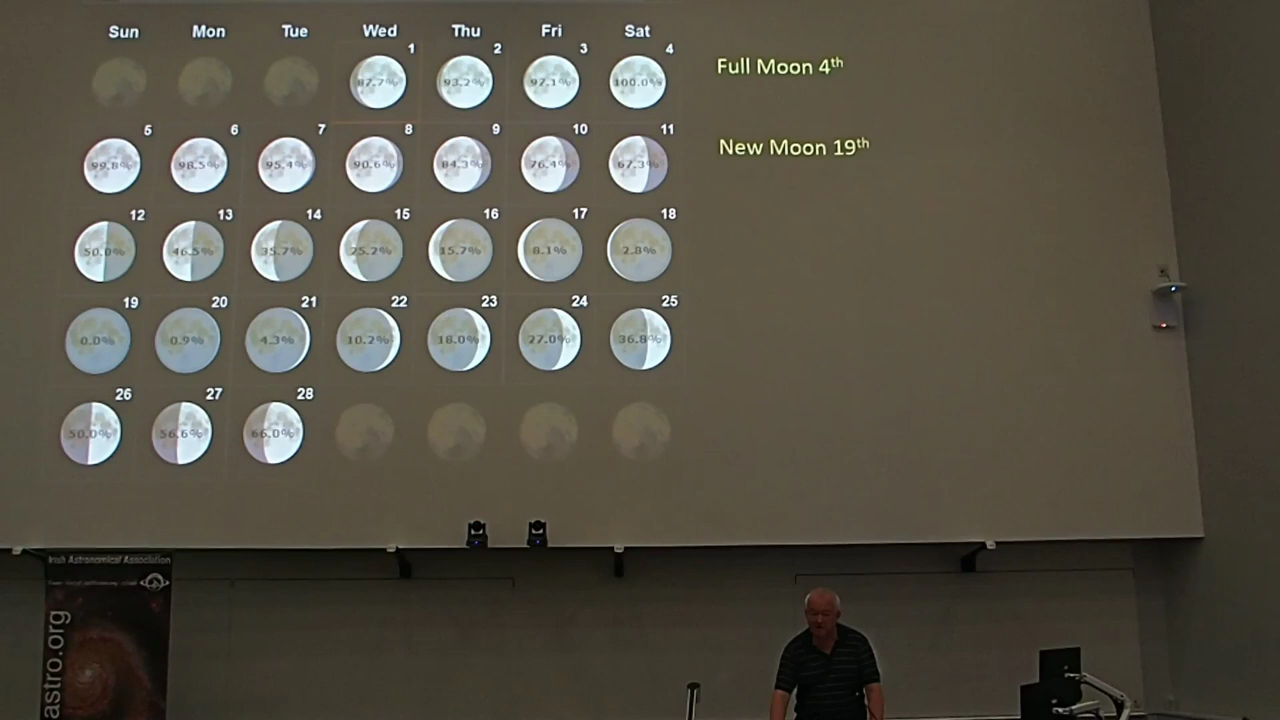 Sun Mon Tue Wed Thu Fri Sat
1 2 3 4
87.7% 93.2% 97.1% 100.0%
Full Moon 4th
5 6 7 8 9 10 11
99.8% 98.5% 95.4% 90.6% 84.3% 76.4% 67.3%
New Moon 19th
12 13 14 15 16 17 18
50.0% 46.5% 35.7% 25.2% 15.7% 8.1% 2.8%
19 20 21 22 23 24 25
0.0% 0.9% 4.3% 10.2% 18.0% 27.0% 36.8%
26 27 28
50.0% 56.6% 66.0%
Irish Astronomical Association
astro.org